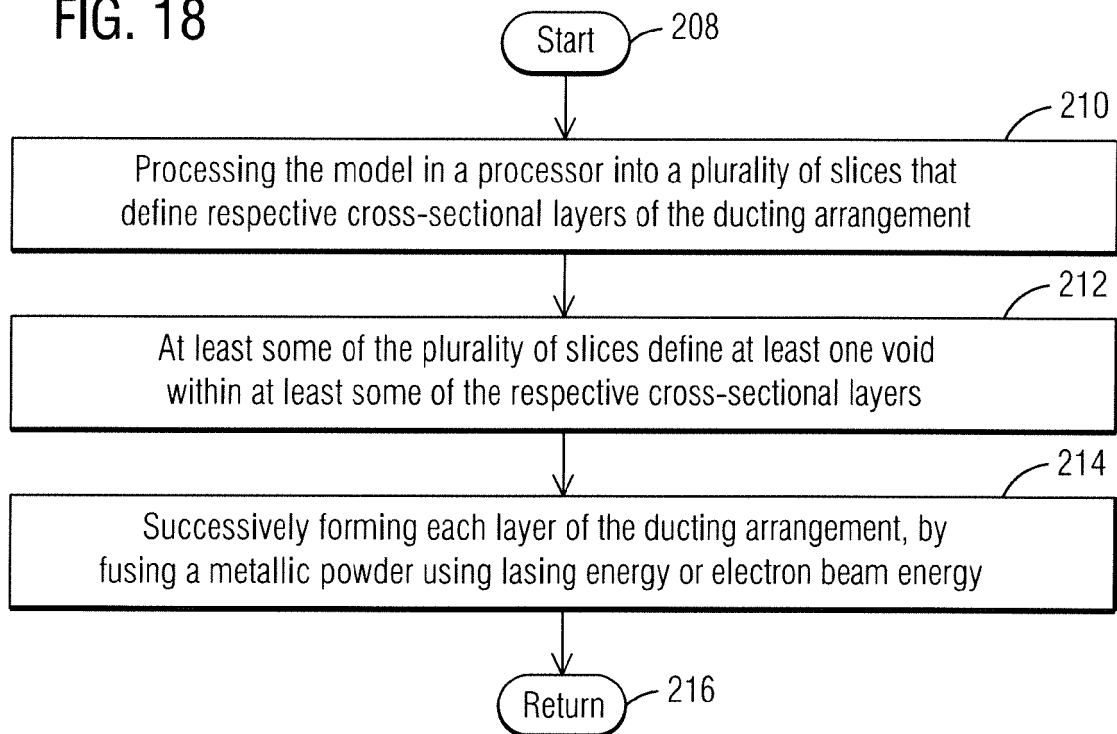 FIG. 18
Start
208
210
Processing the model in a processor into a plurality of slices that
define respective cross-sectional layers of the ducting arrangement
212
At least some of the plurality of slices define at least one void
within at least some of the respective cross-sectional layers
214
Successively forming each layer of the ducting arrangement, by
fusing a metallic powder using lasing energy or electron beam energy
Return
216